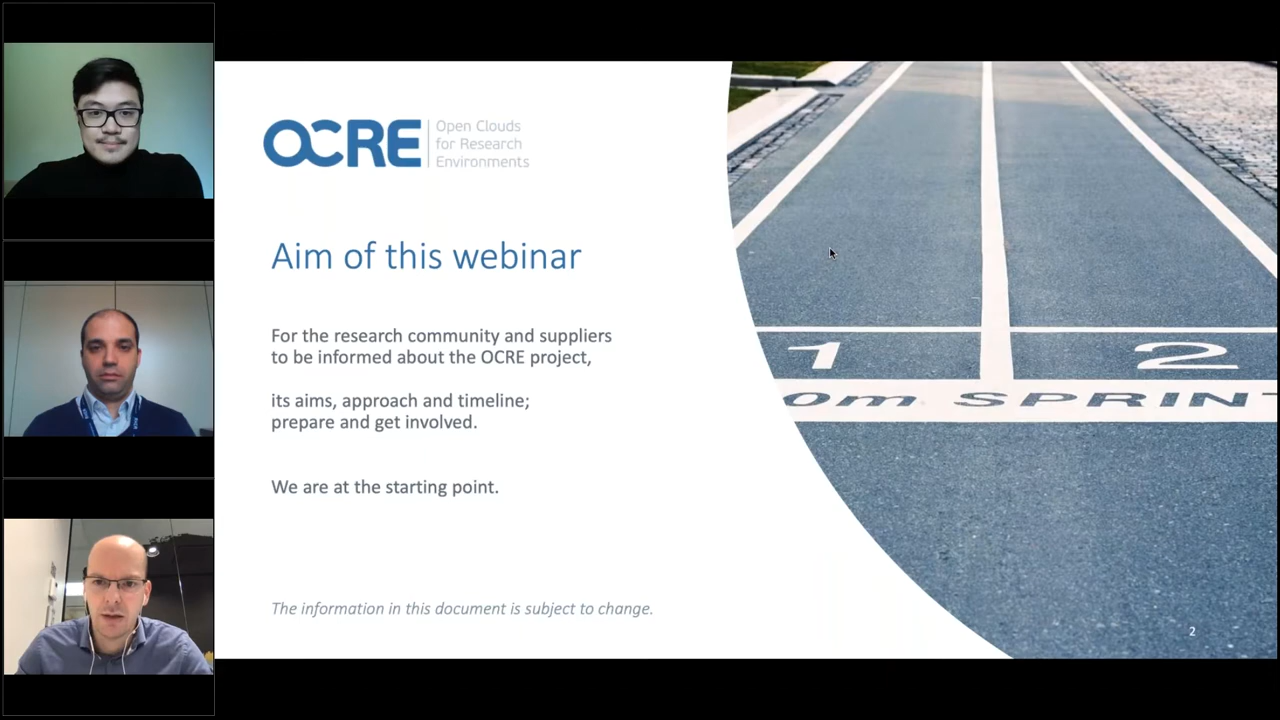 OCRE
Open Clouds
for Research
Environments
Aim of this webinar
For the research community and suppliers
to be informed about the OCRE project,
its aims, approach and timeline;
prepare and get involved.
We are at the starting point.
The information in this document is subject to change.
1 2
0m SPRINT
2